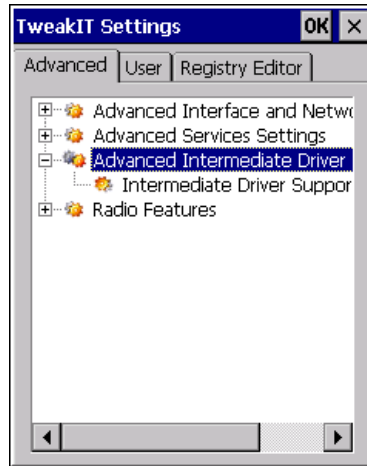 TweakIT Settings OK ×
Advanced User Registry Editor
Advanced Interface and Netw
Advanced Services Settings
Advanced Intermediate Driver
Intermediate Driver Suppor
Radio Features